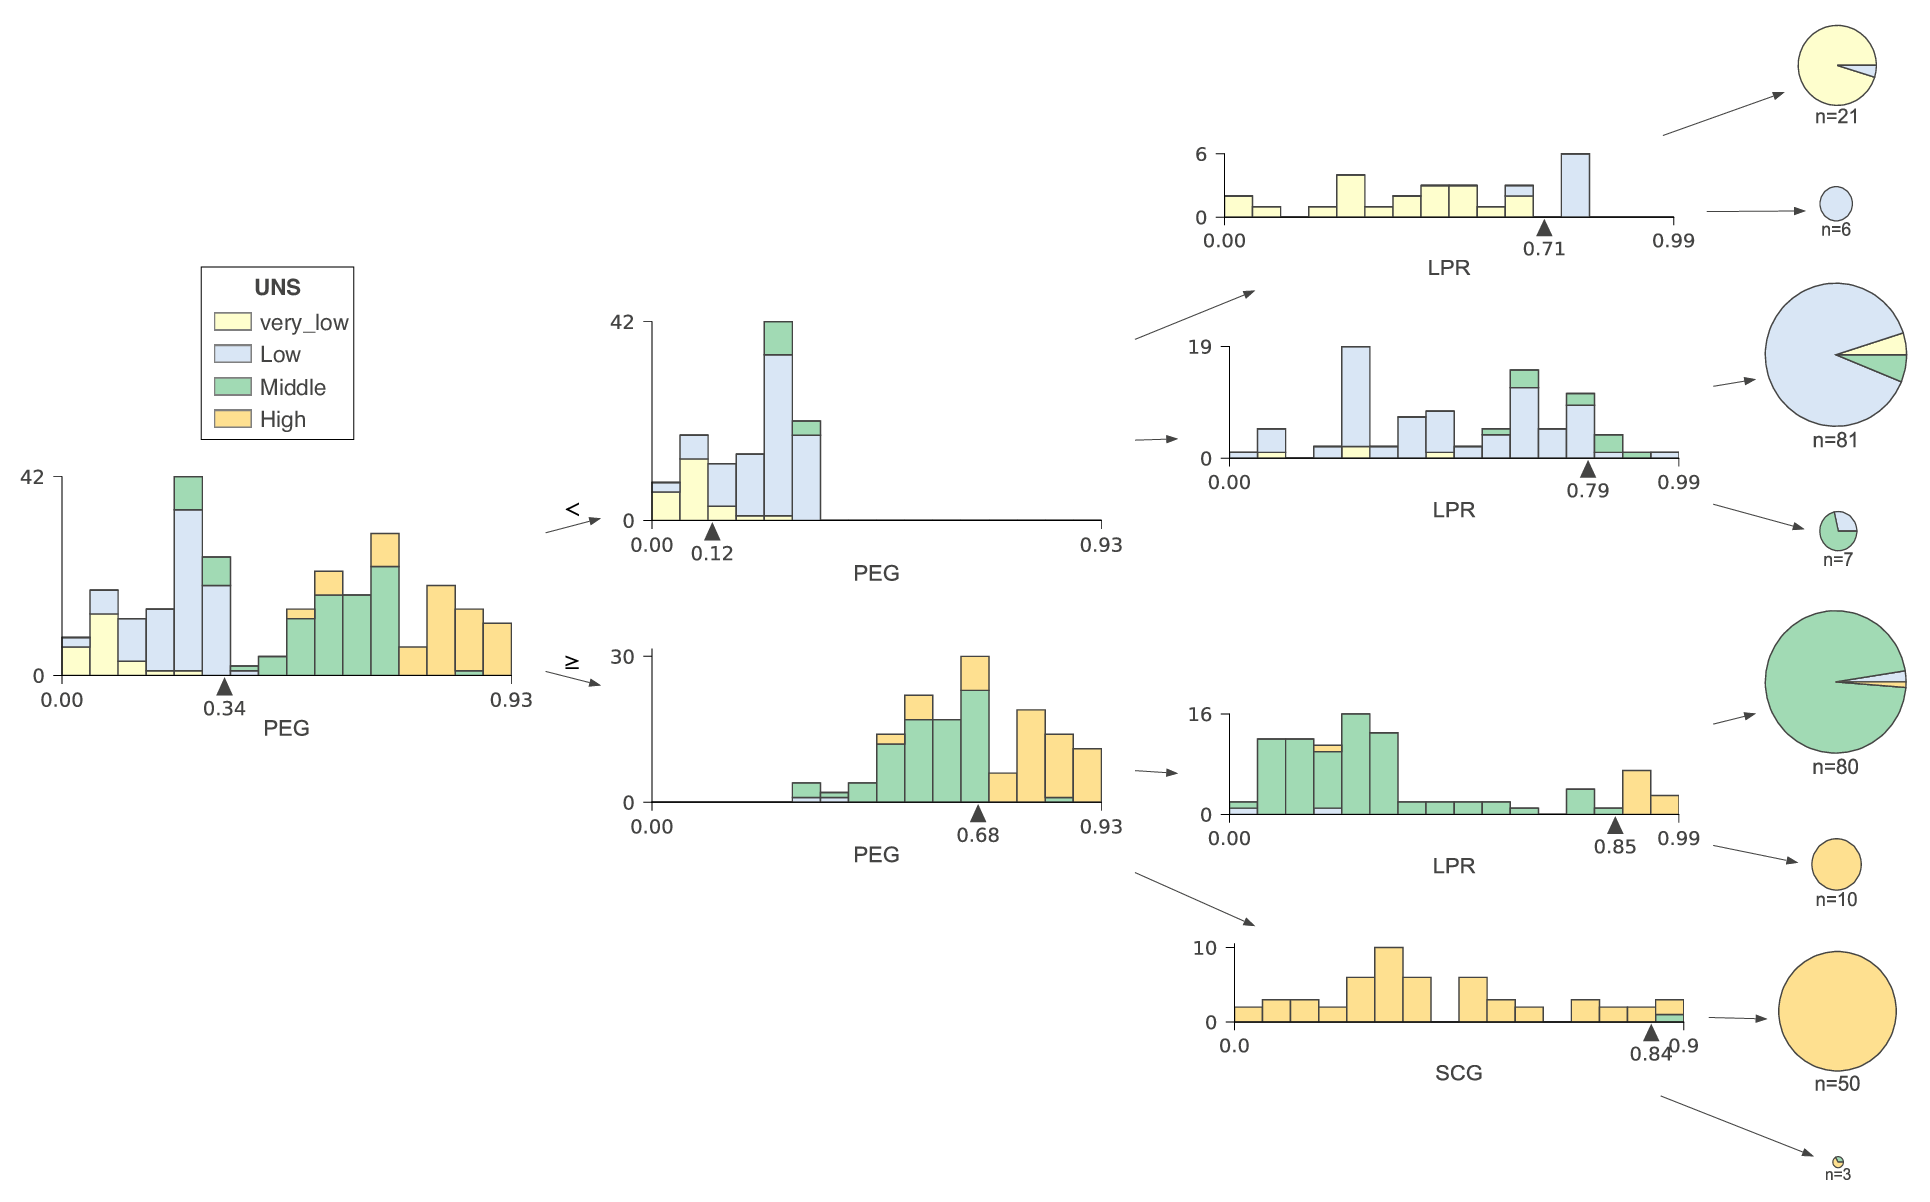 n=21
6
0
0.00
0.71
0.99
LPR
n=6
UNS
very_low
Low
Middle
High
42
0
0.00
0.12
0.93
PEG
<
19
0
0.00
0.79
0.99
LPR
n=81
n=7
42
0
0.00
0.34
0.93
PEG
≥
30
0
0.00
0.68
0.93
PEG
16
0
0.00
0.85
0.99
LPR
n=80
n=10
10
0
0.0
0.84
0.9
SCG
n=50
n=3